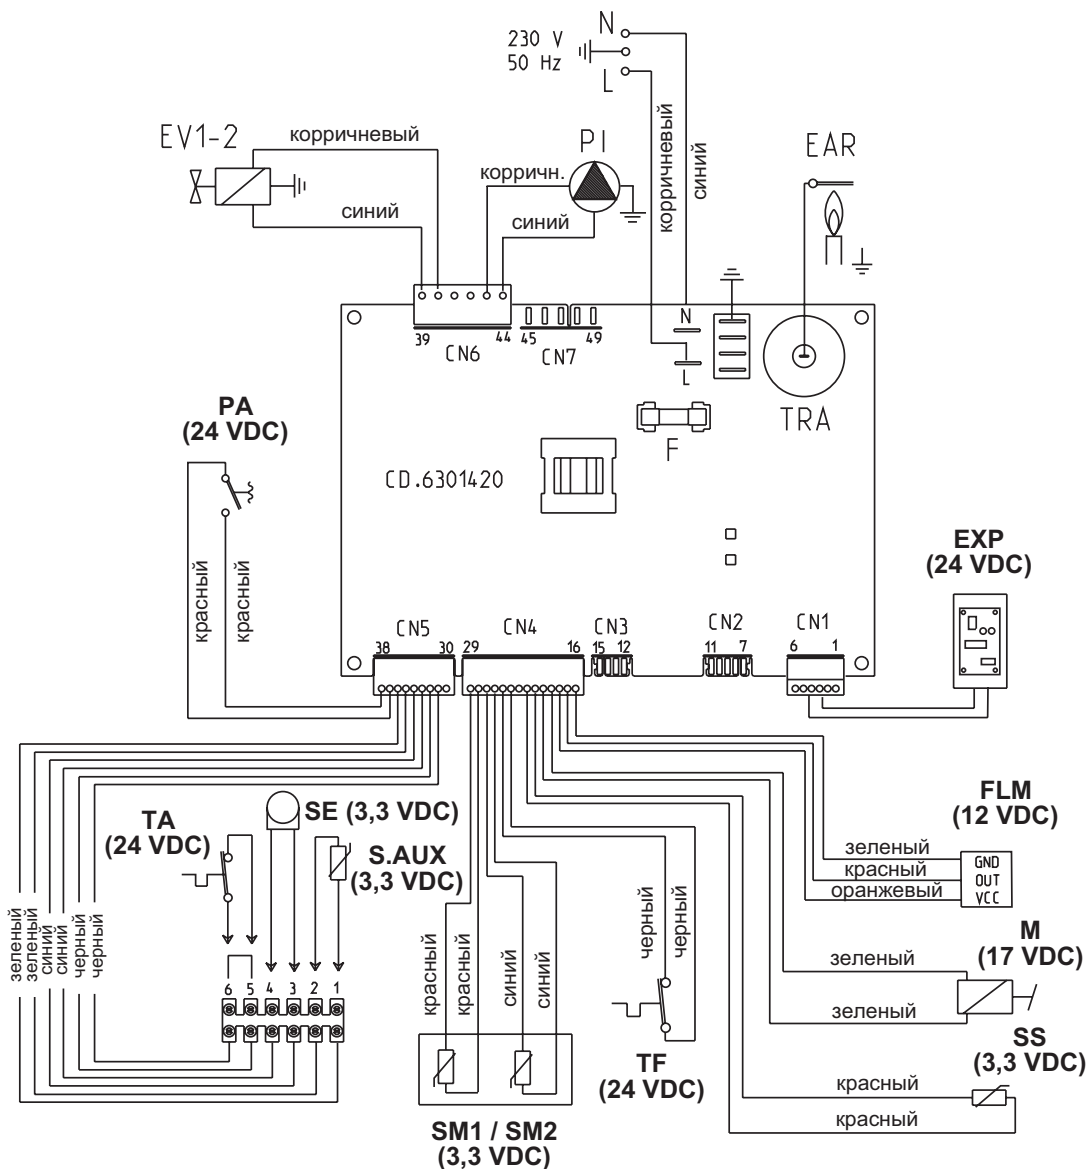 N
230 V
50 Hz
L
EV1-2
корричневый
синий
PI
корричн.
синий
корричневый
синий
EAR
39
CN6
44
45
CN7
49
N
L
F
TRA
CD.6301420
PA
(24 VDC)
красный
красный
EXP
(24 VDC)
CN5
38
30
CN4
29
16
CN3
15
12
CN2
11
7
CN1
6
1
TA
(24 VDC)
SE (3,3 VDC)
S.AUX
(3,3 VDC)
зеленый
зеленый
синий
синий
черный
черный
6 5 4 3 2 1
красный
красный
синий
синий
SM1 / SM2
(3,3 VDC)
черный
черный
TF
(24 VDC)
FLM
(12 VDC)
зеленый
красный
оранжевый
GND
OUT
VCC
M
(17 VDC)
зеленый
зеленый
SS
(3,3 VDC)
красный
красный